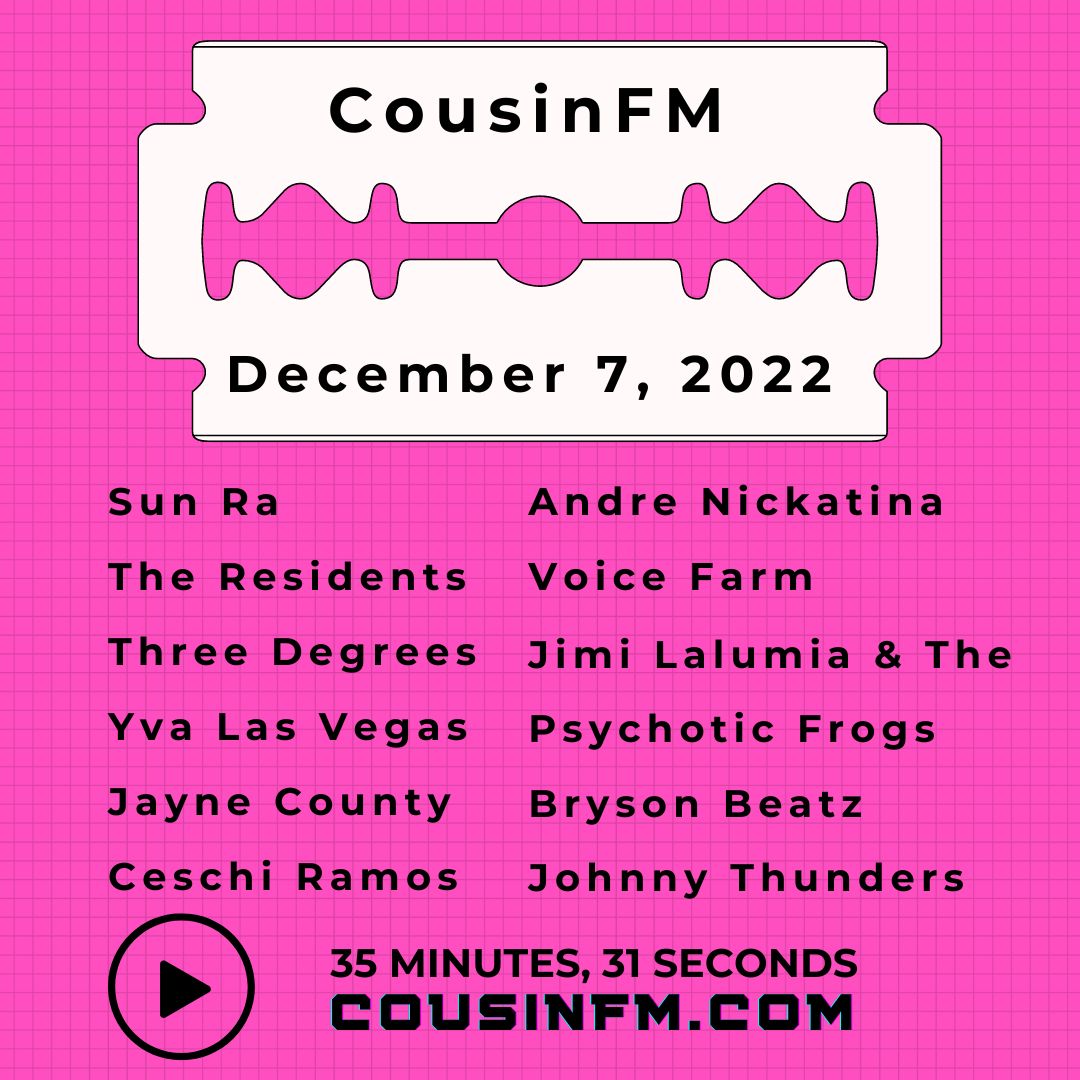 CousinFM
December 7, 2022
Sun Ra
The Residents
Three Degrees
Yva Las Vegas
Jayne County
Ceschi Ramos
Andre Nickatina
Voice Farm
Jimi Lalumia & The
Psychotic Frogs
Bryson Beatz
Johnny Thunders
35 MINUTES, 31 SECONDS
COUSINFM.COM